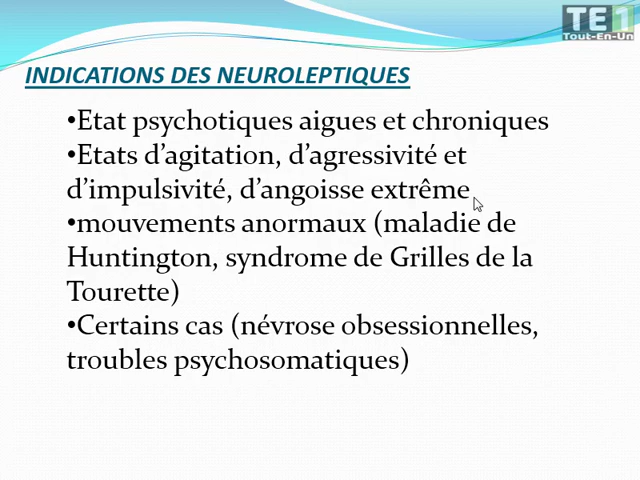 TE1
Tout-En-Un
INDICATIONS DES NEUROLEPTIQUES
•Etat psychotiques aigues et chroniques
•Etats d’agitation, d’agressivité et
d’impulsivité, d’angoisse extrême
•mouvements anormaux (maladie de
Huntington, syndrome de Grilles de la
Tourette)
•Certains cas (névrose obsessionnelles,
troubles psychosomatiques)